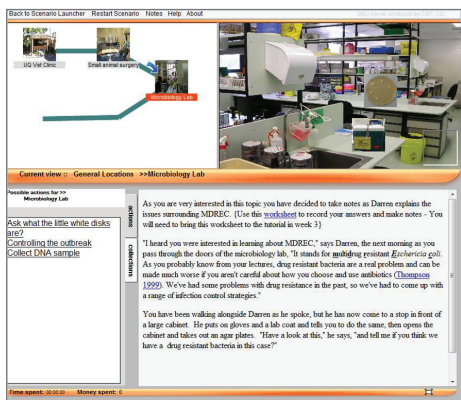 Back to Scenario Launcher Restart Scenario Notes Help About
UQ Vet Clinic
Small animal surgery
Microbiology Lab
Current view :: General Locations >>Microbiology Lab
Possible actions for >>
Microbiology Lab
Ask what the little white disks
are?
Controlling the outbreak
Collect DNA sample
actions
collections
As you are very interested in this topic you have decided to take notes as Darren explains the
issues surrounding MDREC. {Use this worksheet to record your answers and make notes - You
will need to bring this worksheet to the tutorial in week 3}
"I heard you were interested in learning about MDREC," says Darren, the next morning as you
pass through the doors of the microbiology lab, "It stands for multidrug resistant Eschericia coli.
As you probably know from your lectures, drug resistant bacteria are a real problem and can be
made much worse if you aren't careful about how you choose and use antibiotics (Thompson
1999). We've had some problems with drug resistance in the past, so we've had to come up with
a range of infection control strategies."
You have been walking alongside Darren as he spoke, but he has now come to a stop in front of
a large cabinet. He puts on gloves and a lab coat and tells you to do the same, then opens the
cabinet and takes out an agar plates. "Have a look at this," he says, "and tell me if you think we
have a drug resistant bacteria in this case?"
Time spent: 00:00:00 Money spent: 0